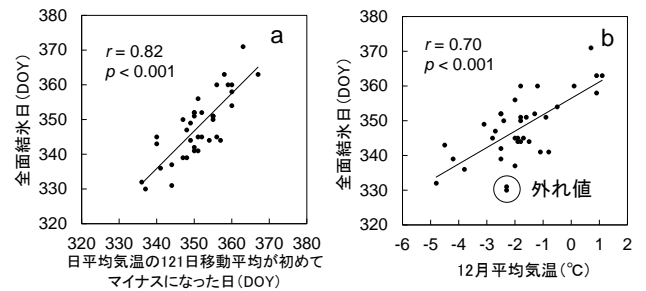 a
r = 0.82
p < 0.001
全面結氷日(DOY)
380
370
360
350
340
330
320
320 330 340 350 360 370 380
日平均気温の121日移動平均が初めて
マイナスになった日(DOY)
b
r = 0.70
p < 0.001
全面結氷日(DOY)
380
370
360
350
340
330
320
外れ値
-6 -5 -4 -3 -2 -1 0 1 2
12月平均気温(℃)